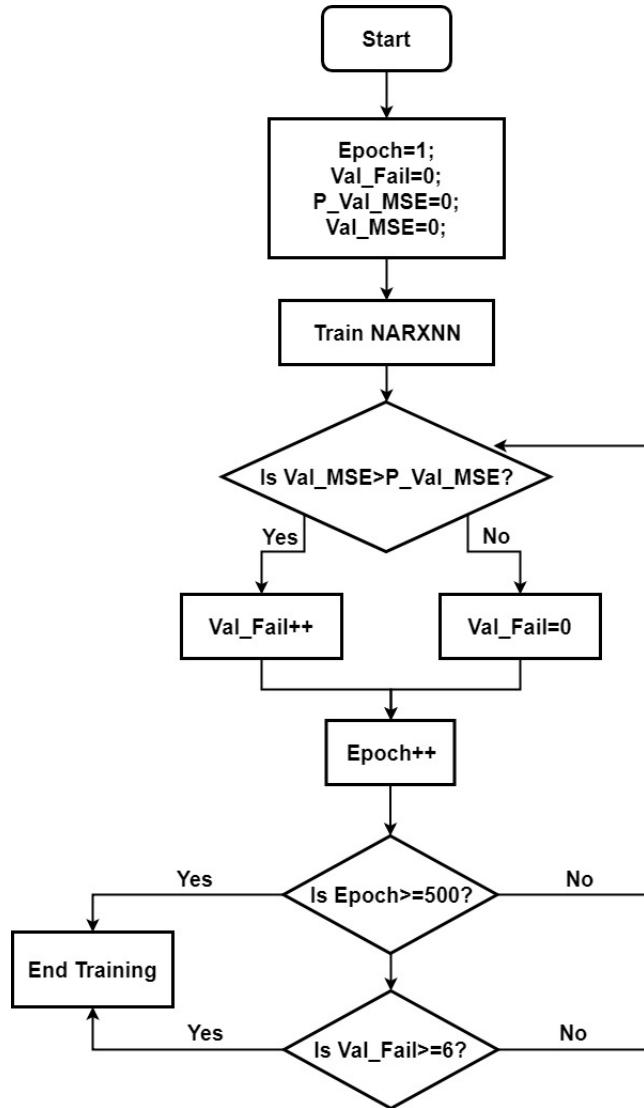 Start
Epoch=1;
Val_Fail=0;
P_Val_MSE=0;
Val_MSE=0;
Train NARXNN
Is Val_MSE>P_Val_MSE?
Yes
No
Val_Fail++
Val_Fail=0
Epoch++
Yes
Is Epoch>=500?
No
End Training
Yes
Is Val_Fail>=6?
No